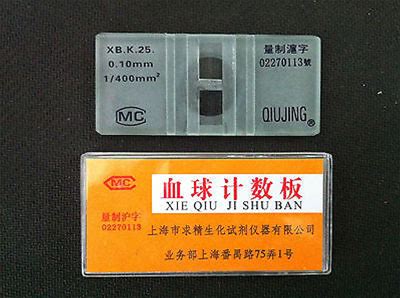 XB.K.25.
0.10mm
1/400mm²
MC
量制滬字
02270113號
QIUJING®
MC
量制沪字
02270113
血球计数板
XIE QIU JI SHU BAN
上海市求精生化试剂仪器有限公司
业务部上海番禺路75弄1号